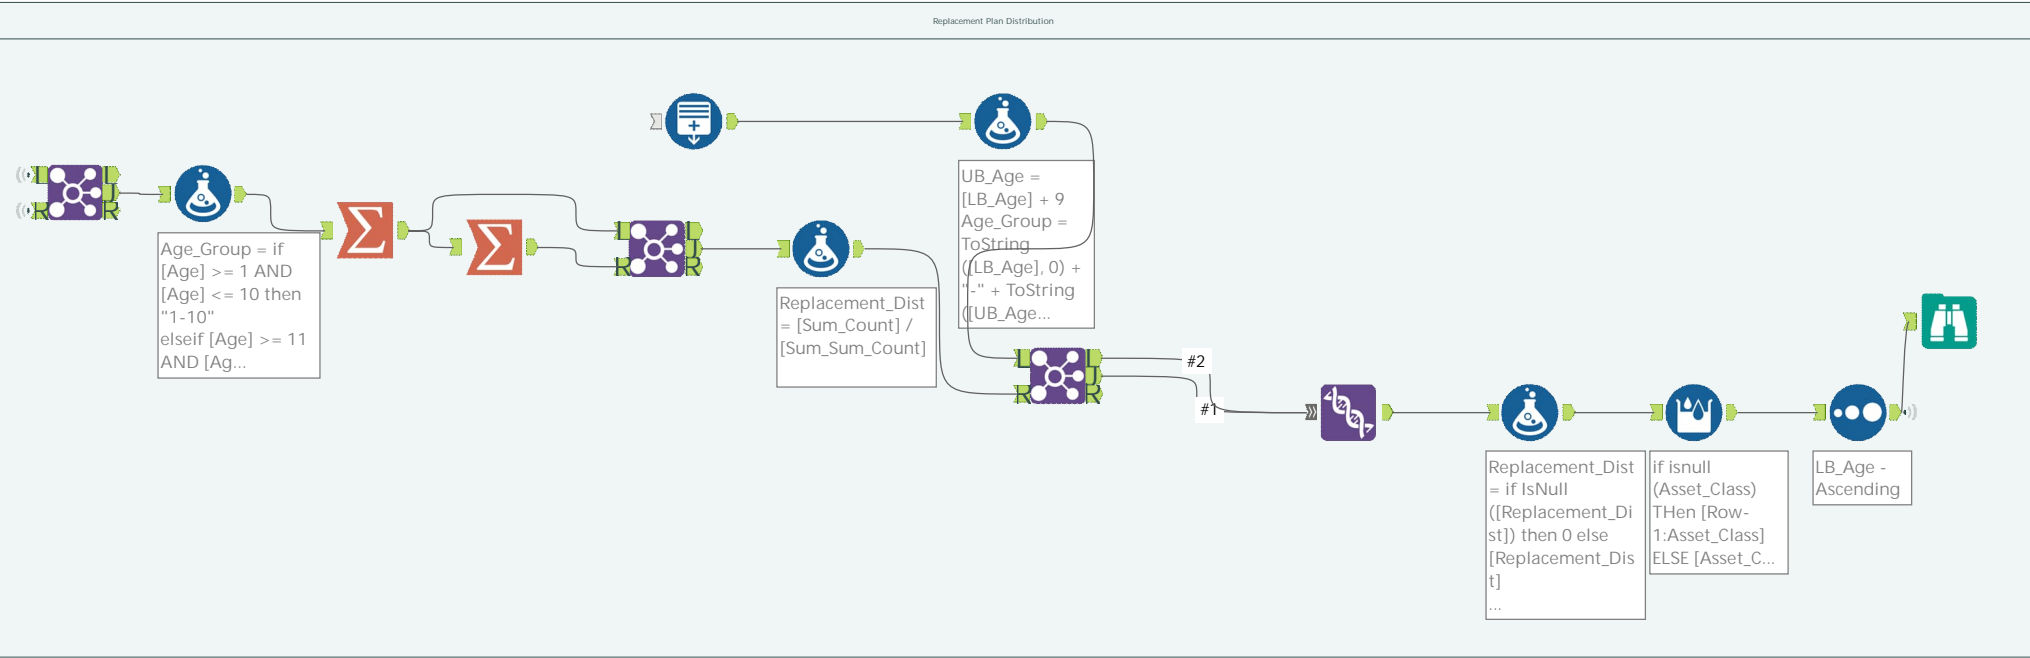 Replacement Plan Distribution
L
J
R
L
J
R
Age_Group = if
[Age] >= 1 AND
[Age] <= 10 then
"1-10"
elseif [Age] >= 11
AND [Ag...
L
J
R
L
J
R
Replacement_Dist
= [Sum_Count] /
[Sum_Sum_Count]
UB_Age =
[LB_Age] + 9
Age_Group =
ToString
([LB_Age], 0) +
"-" + ToString
([UB_Age...
L
J
R
L
J
R
#2
#1
Replacement_Dist
= if IsNull
([Replacement_Di
st]) then 0 else
[Replacement_Dis
t]
...
if isnull
(Asset_Class)
THen [Row-
1:Asset_Class]
ELSE [Asset_C...
LB_Age -
Ascending